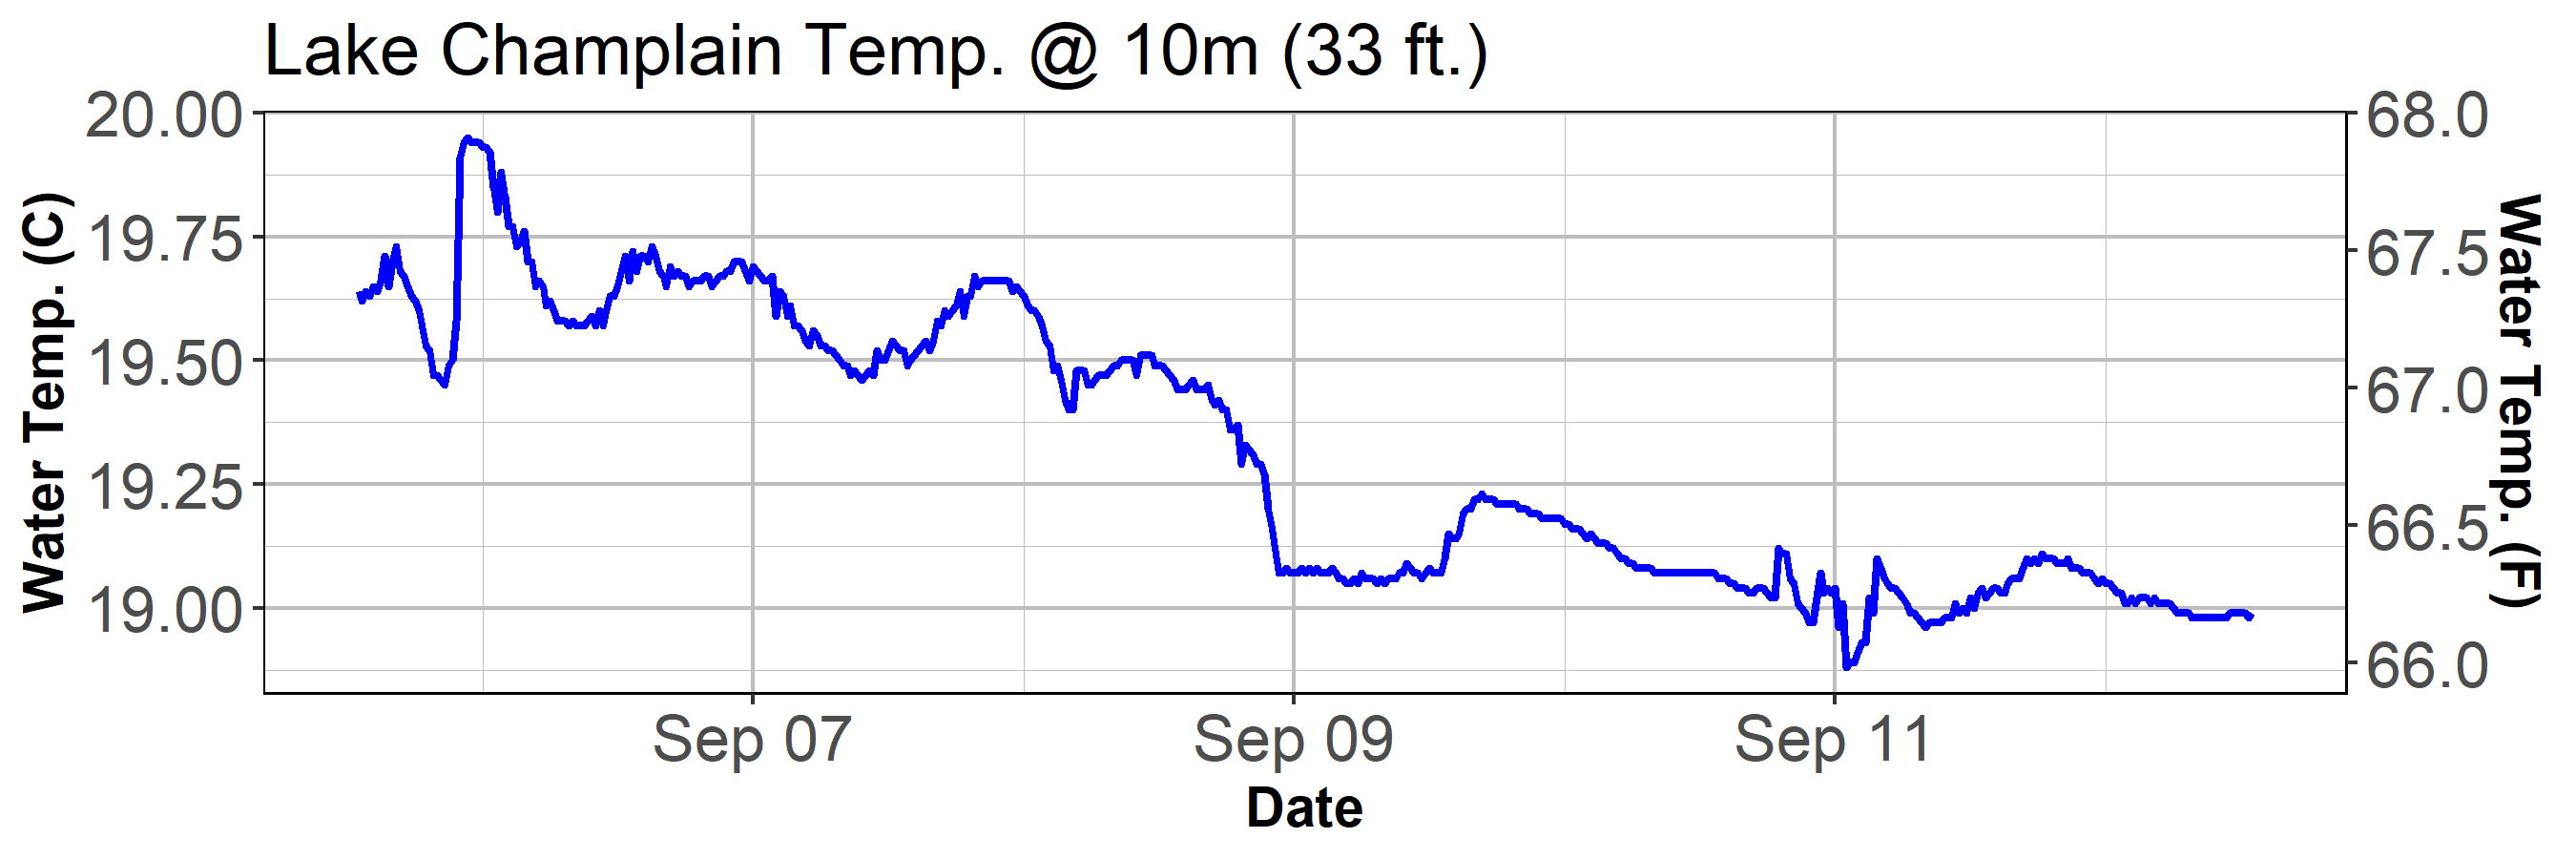 Lake Champlain Temp. @ 10m (33 ft.)
Water Temp. (C)
20.00
19.75
19.50
19.25
19.00
68.0
67.5
67.0
66.5
66.0
Water Temp. (F)
Sep 07
Sep 09
Sep 11
Date